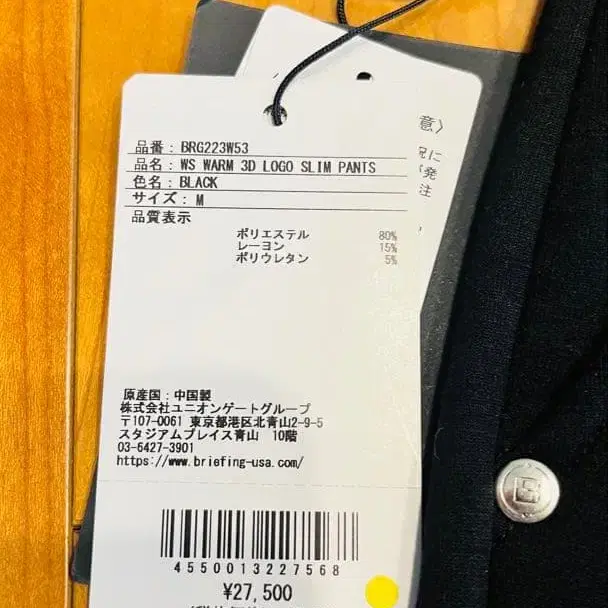 品番：BRG223W53
品名：WS WARM 3D LOGO SLIM PANTS
色名：BLACK
サイズ：M
品質表示
ポリエステル 80%
レーヨン 15%
ポリウレタン 5%
原産国：中国製
株式会社ユニオンゲートグループ
〒107-0061 東京都港区北青山2-9-5
スタジアムプレイス青山 10階
03-6427-3901
https://www.briefing-usa.com/
4550013227568
¥27,500
意〉
に
発
注
B